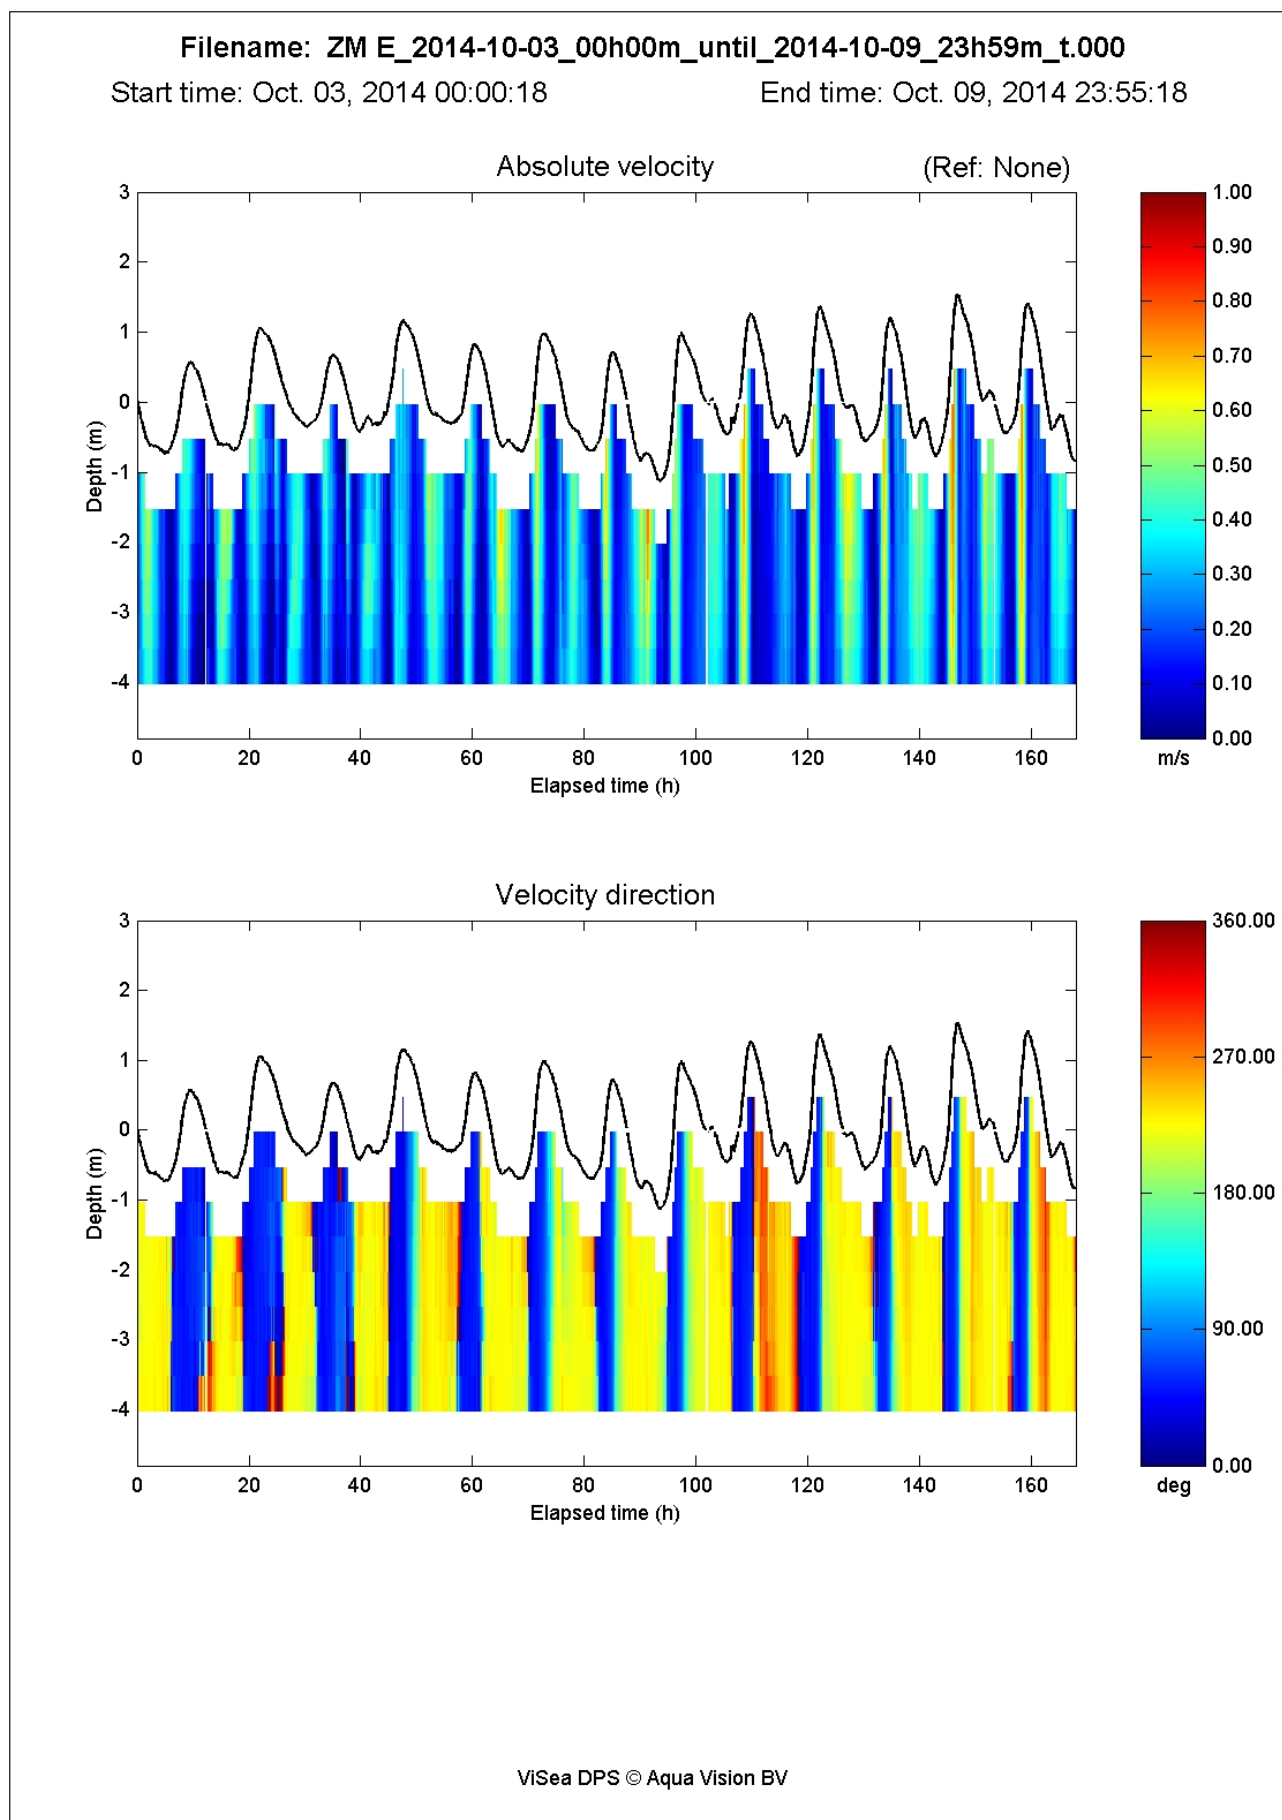 Filename: ZM E_2014-10-03_00h00m_until_2014-10-09_23h59m_t.000
Start time: Oct. 03, 2014 00:00:18 End time: Oct. 09, 2014 23:55:18
Absolute velocity (Ref: None)
3
2
1
0
-1
-2
-3
-4
Depth (m)
0 20 40 60 80 100 120 140 160
Elapsed time (h)
1.00
0.90
0.80
0.70
0.60
0.50
0.40
0.30
0.20
0.10
0.00
m/s
Velocity direction
3
2
1
0
-1
-2
-3
-4
Depth (m)
0 20 40 60 80 100 120 140 160
Elapsed time (h)
360.00
270.00
180.00
90.00
0.00
deg
ViSea DPS © Aqua Vision BV